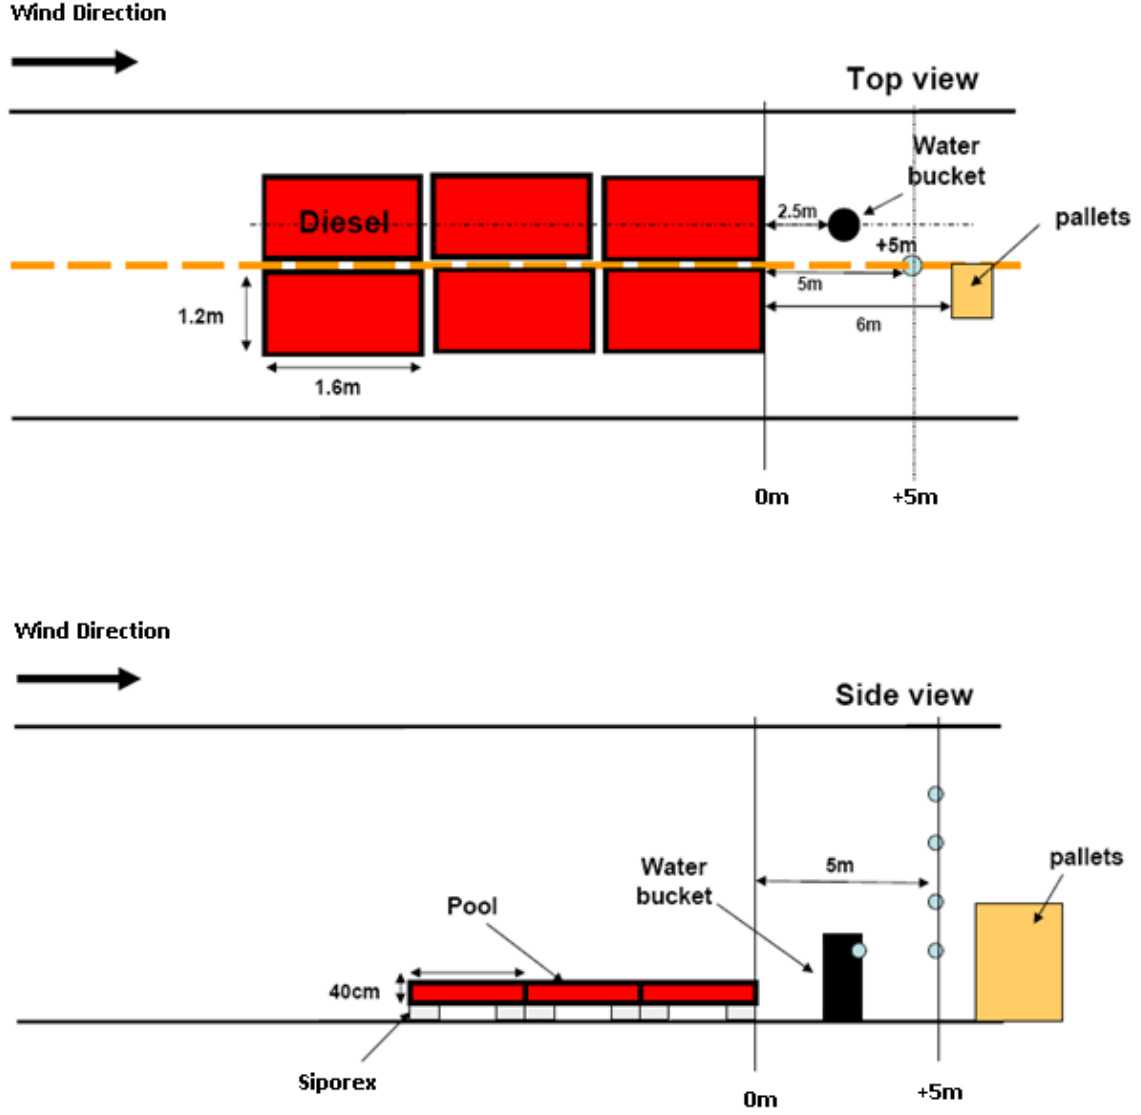 Wind Direction
Top view
Water
bucket
pallets
Diesel
2.5m
+5m
5m
1.2m
6m
1.6m
0m
+5m
Wind Direction
Side view
Water
bucket
5m
pallets
Pool
40cm
Siporex
0m
+5m